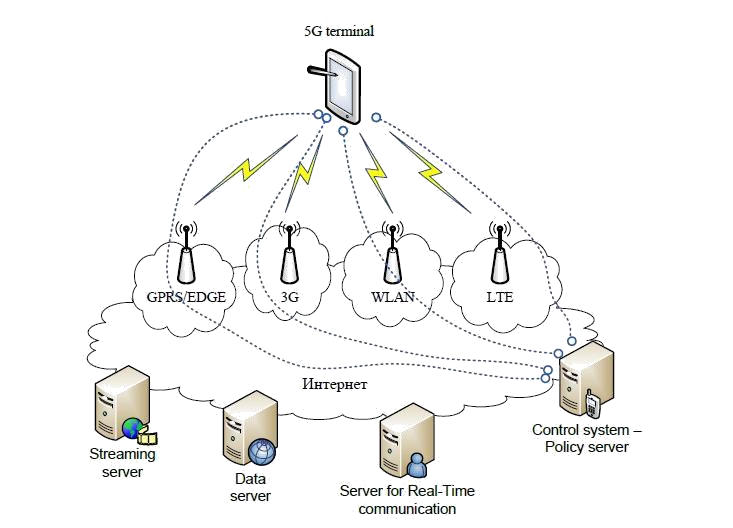 5G terminal
GPRS/EDGE
3G
WLAN
LTE
Интернет
Streaming
server
Data
server
Server for Real-Time
communication
Control system –
Policy server